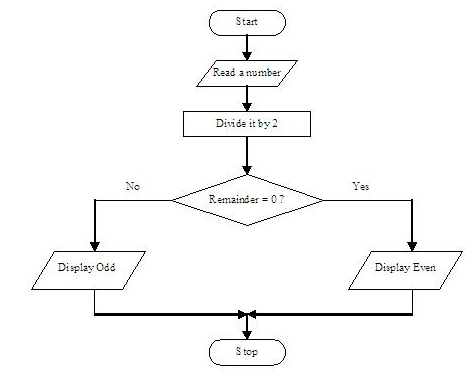 Start
Read a number
Divide it by 2
No
Yes
Remainder = 0 ?
Display Odd
Display Even
Stop